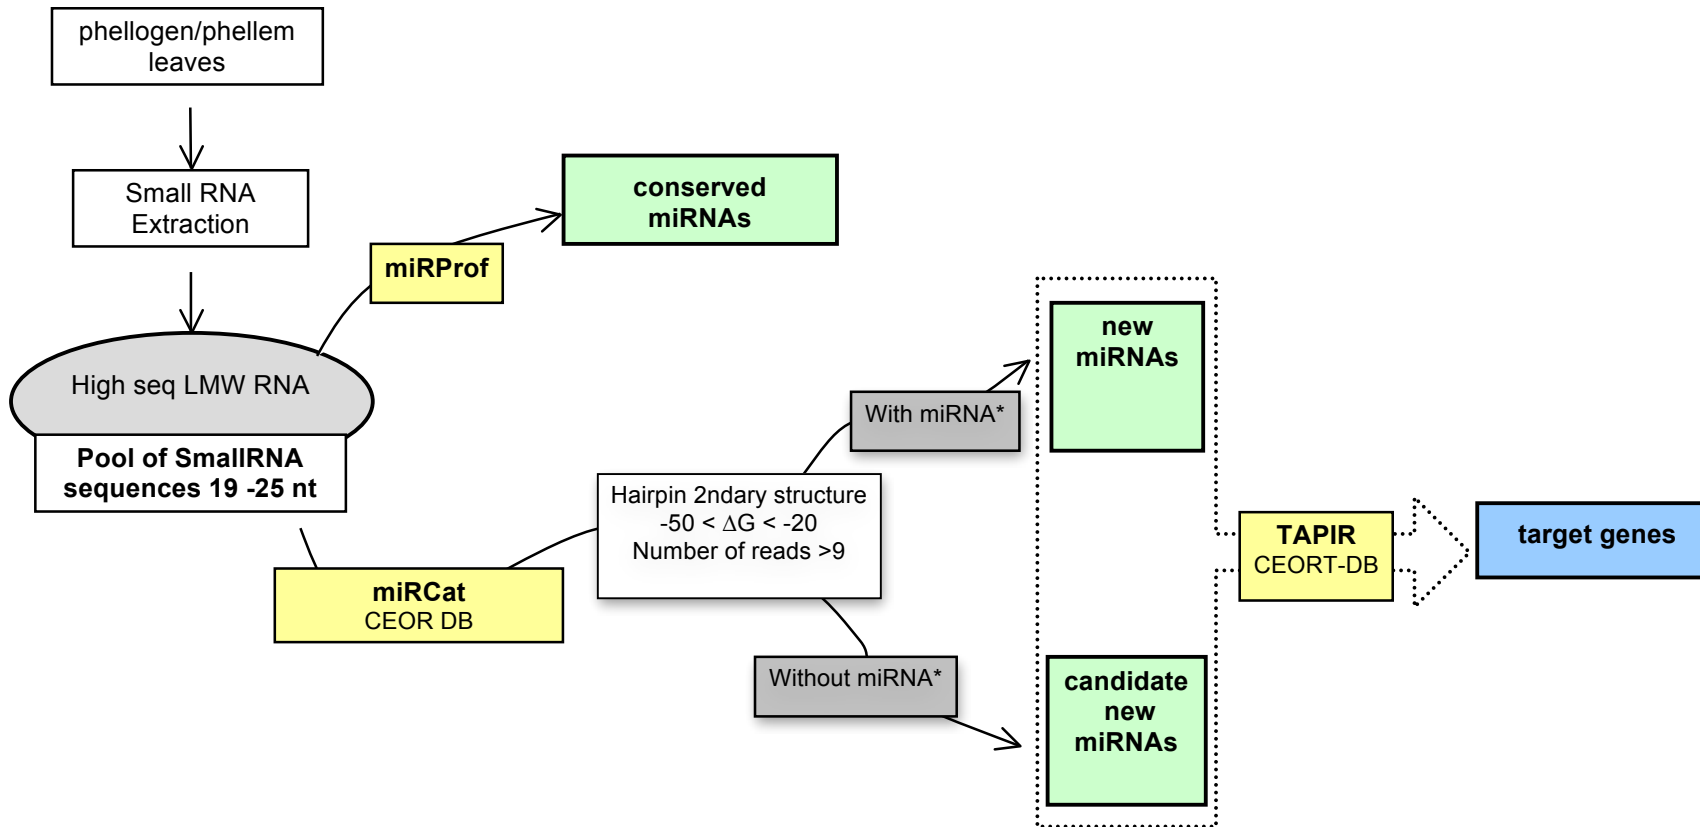 phellogen/phellem
leaves
Small RNA
Extraction
High seq LMW RNA
Pool of SmallRNA
sequences 19 -25 nt
miRProf
conserved
miRNAs
miRCat
CEOR DB
Hairpin 2ndary structure
-50 < ΔG < -20
Number of reads >9
With miRNA*
Without miRNA*
new
miRNAs
candidate
new
miRNAs
TAPIR
CEORT-DB
target genes